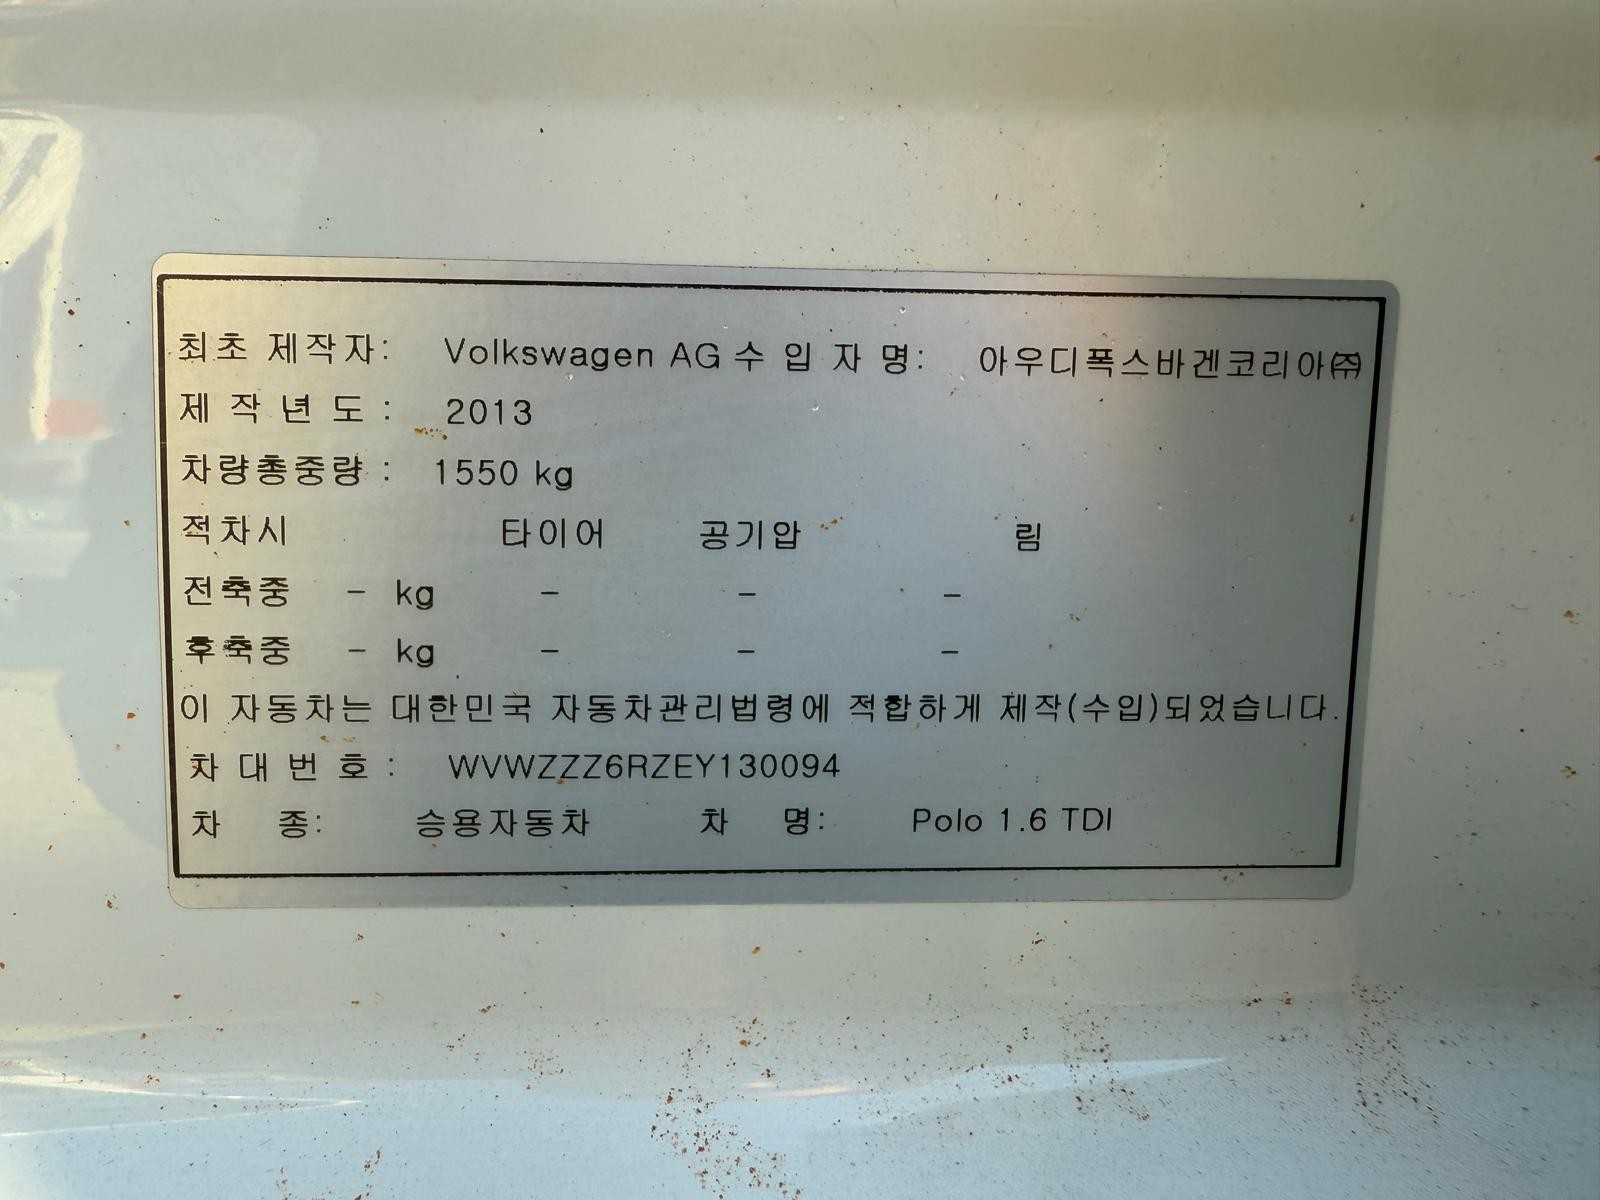 최초 제작자: Volkswagen AG 수 입 자 명: 아우디폭스바겐코리아㈜
제 작 년 도 : 2013
차량총중량 : 1550 kg
적차시 타이어 공기압 림
전축중 - kg - - -
후축중 - kg - - -
이 자동차는 대한민국 자동차관리법령에 적합하게 제작(수입)되었습니다.
차 대 번 호 : WVWZZZ6RZEY130094
차 종: 승용자동차 차 명: Polo 1.6 TDI